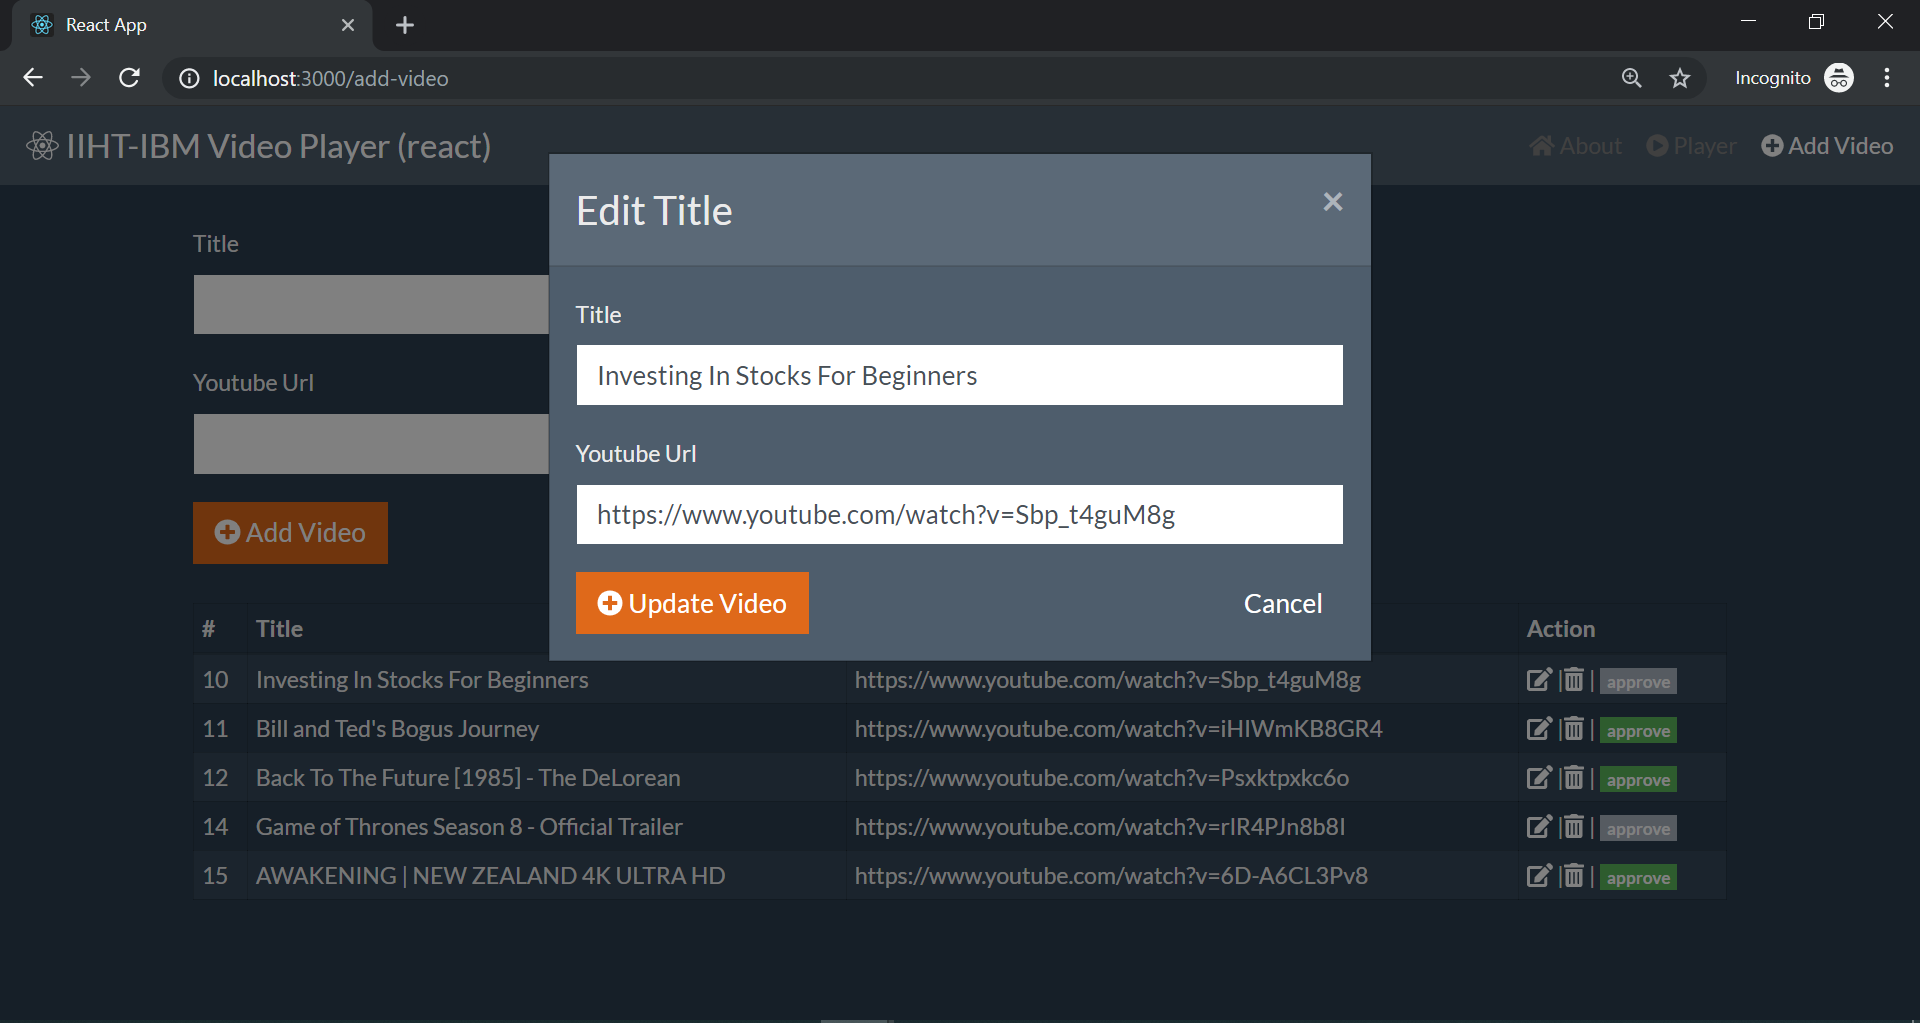 React App
localhost:3000/add-video
Incognito
IIHT-IBM Video Player (react)
About
Player
Add Video
Edit Title
Title
Investing In Stocks For Beginners
Youtube Url
https://www.youtube.com/watch?v=Sbp_t4guM8g
Update Video
Cancel
Title
Youtube Url
Add Video
# Title Action
10 Investing In Stocks For Beginners https://www.youtube.com/watch?v=Sbp_t4guM8g | | approve
11 Bill and Ted's Bogus Journey https://www.youtube.com/watch?v=iHIWmKB8GR4 | | approve
12 Back To The Future [1985] - The DeLorean https://www.youtube.com/watch?v=Psxktpxkc6o | | approve
14 Game of Thrones Season 8 - Official Trailer https://www.youtube.com/watch?v=rlR4PJn8b8I | | approve
15 AWAKENING | NEW ZEALAND 4K ULTRA HD https://www.youtube.com/watch?v=6D-A6CL3Pv8 | | approve